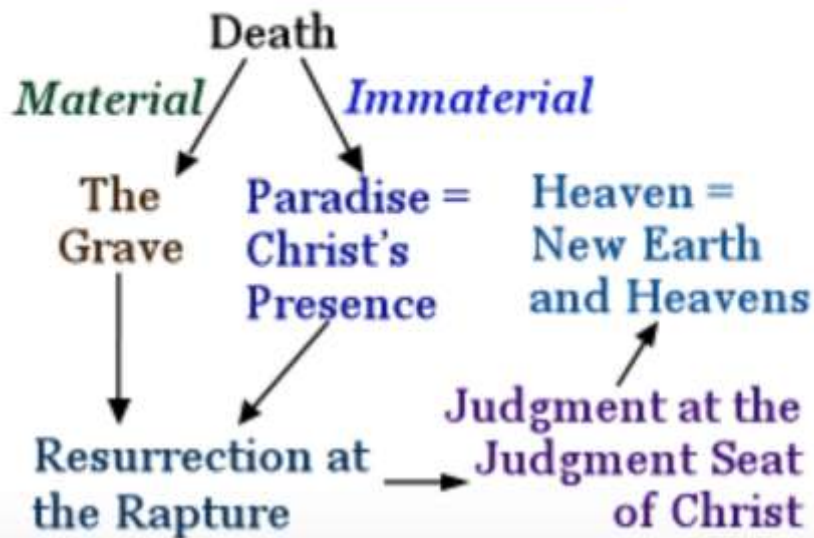 Death
Material
Immaterial
The
Grave
Paradise =
Christ's
Presence
Heaven =
New Earth
and Heavens
Resurrection at
the Rapture
Judgment at the
Judgment Seat
of Christ